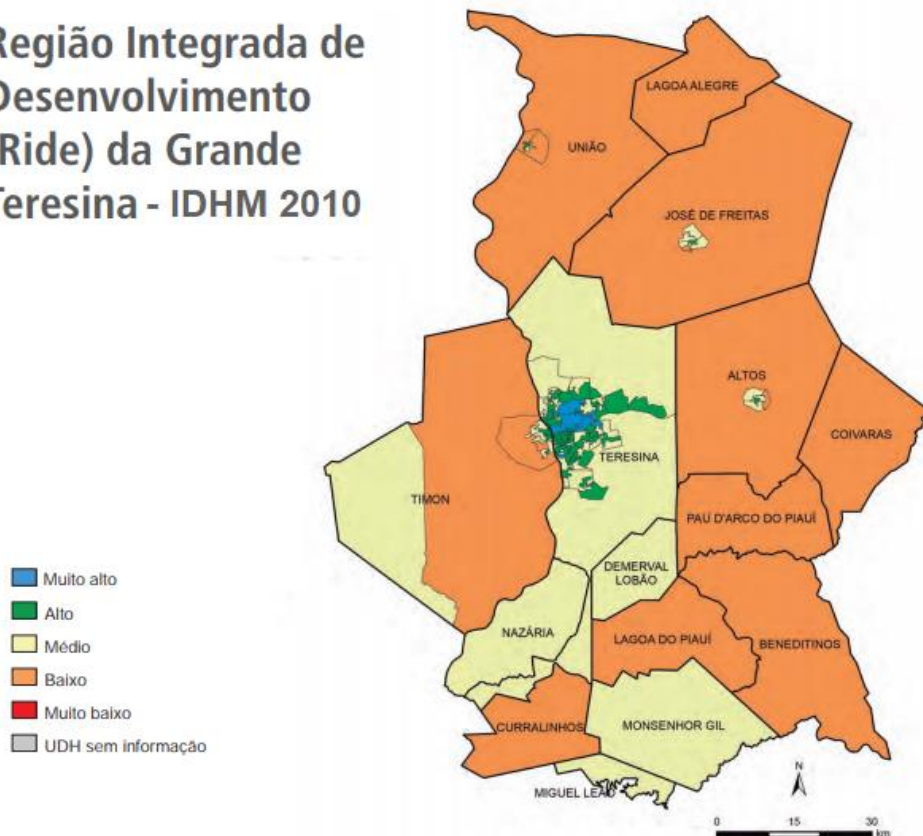 Região Integrada de
Desenvolvimento
(Ride) da Grande
Teresina - IDHM 2010
LAGOA ALEGRE
UNIÃO
JOSÉ DE FREITAS
ALTOS
COIVARAS
TERESINA
TIMON
PAU D'ARCO DO PIAUÍ
DEMERVAL
LOBÃO
NAZÁRIA
LAGOA DO PIAUÍ
BENEDITINOS
CURRALINHOS
MONSENHOR GIL
MIGUEL LEÃO
Muito alto
Alto
Médio
Baixo
Muito baixo
UDH sem informação
N
0 15 30
km